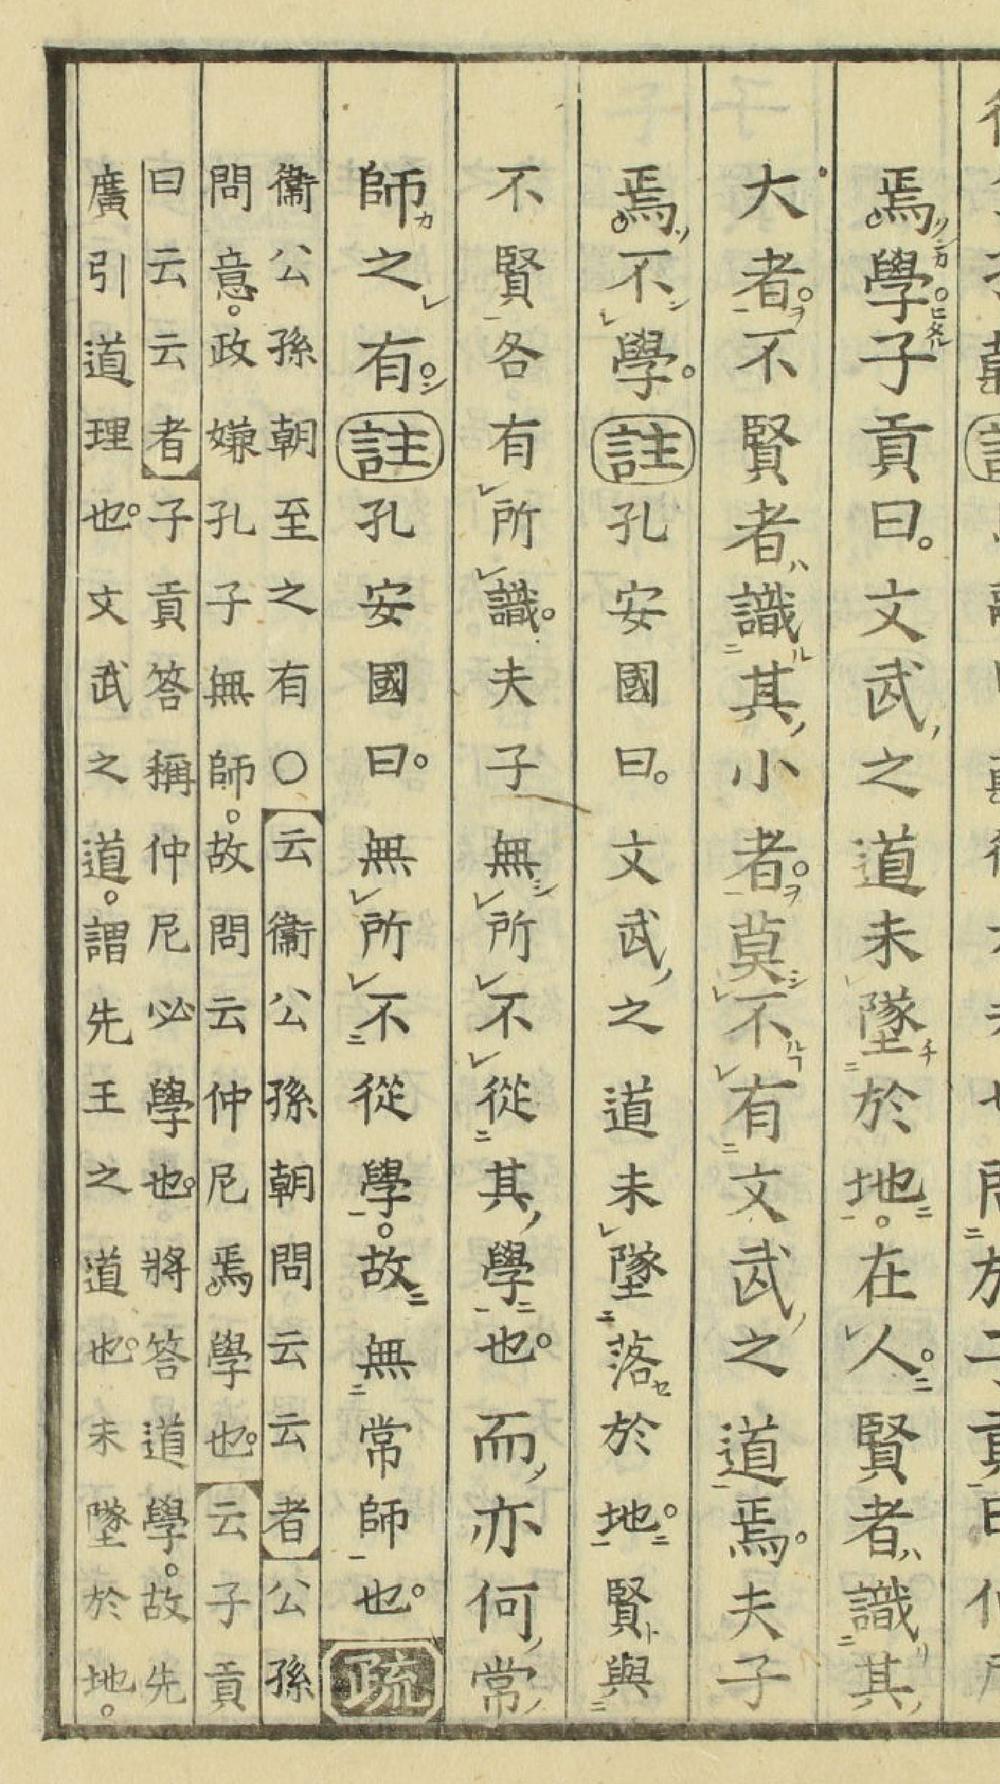 焉學子貢曰。文武之道未墜於地。在人。賢者識其
大者。不賢者識其小者。莫不有文武之道焉。夫子
焉不學。註孔安國曰。文武之道未墜落於地。賢與
不賢各有所識。夫子無所不從其學也。而亦何常
師之有。註孔安國曰。無所不從學。故無常師也。疏
衞公孫朝至之有○云衞公孫朝問云云者公孫
問意。政嫌孔子無師。故問云仲尼焉學也。云子貢
曰云云者子貢答稱仲尼必學也。將答道學。故先
廣引道理也。文武之道。謂先王之道也。未墜於地。